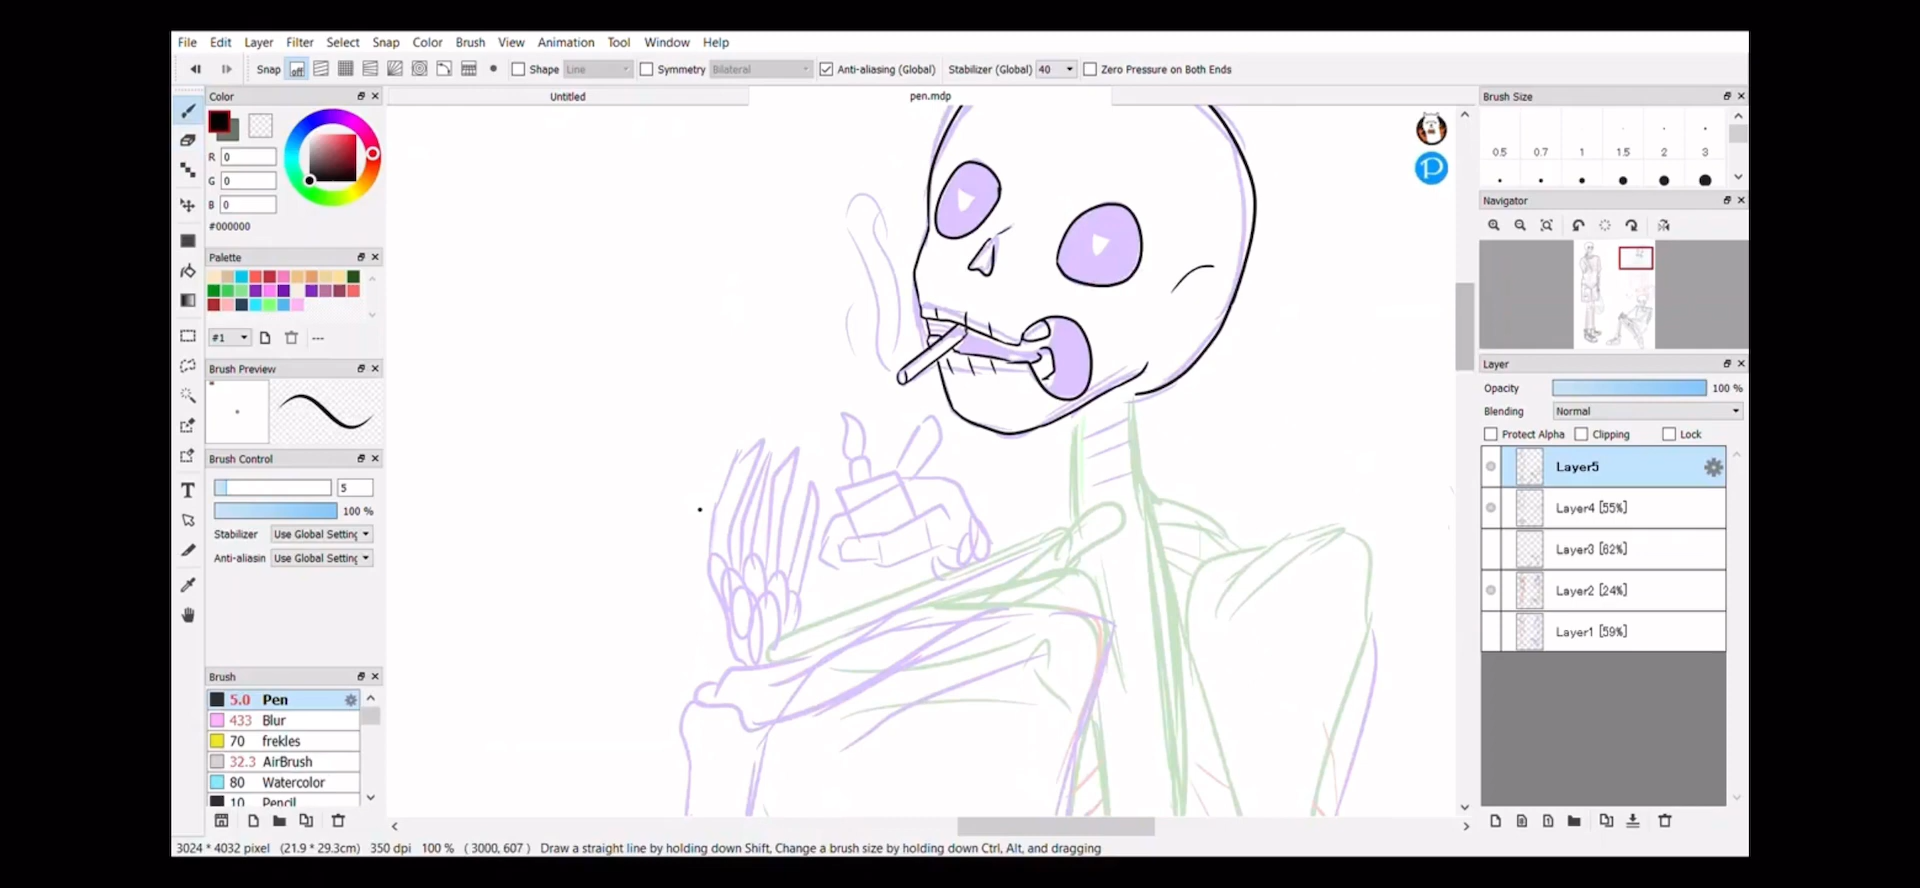 File Edit Layer Filter Select Snap Color Brush View Animation Tool Window Help
Snap off Shape Line Symmetry Bilateral Anti-aliasing (Global) Stabilizer (Global) 40 Zero Pressure on Both Ends
Color
Untitled
pen.mdp
Brush Size
R 0
G 0
B 0
#000000
0.5 0.7 1 1.5 2 3
Navigator
Palette
#1
---
Brush Preview
Layer
Opacity 100 %
Blending Normal
Protect Alpha Clipping Lock
Layer5
Layer4 [55%]
Layer3 [62%]
Layer2 [24%]
Layer1 [59%]
Brush Control
5
100 %
Stabilizer Use Global Setting
Anti-aliasin Use Global Setting
Brush
5.0 Pen
433 Blur
70 frekles
32.3 AirBrush
80 Watercolor
10 Pencil
3024 * 4032 pixel (21.9 * 29.3cm) 350 dpi 100 % ( 3000, 607 ) Draw a straight line by holding down Shift, Change a brush size by holding down Ctrl, Alt, and dragging